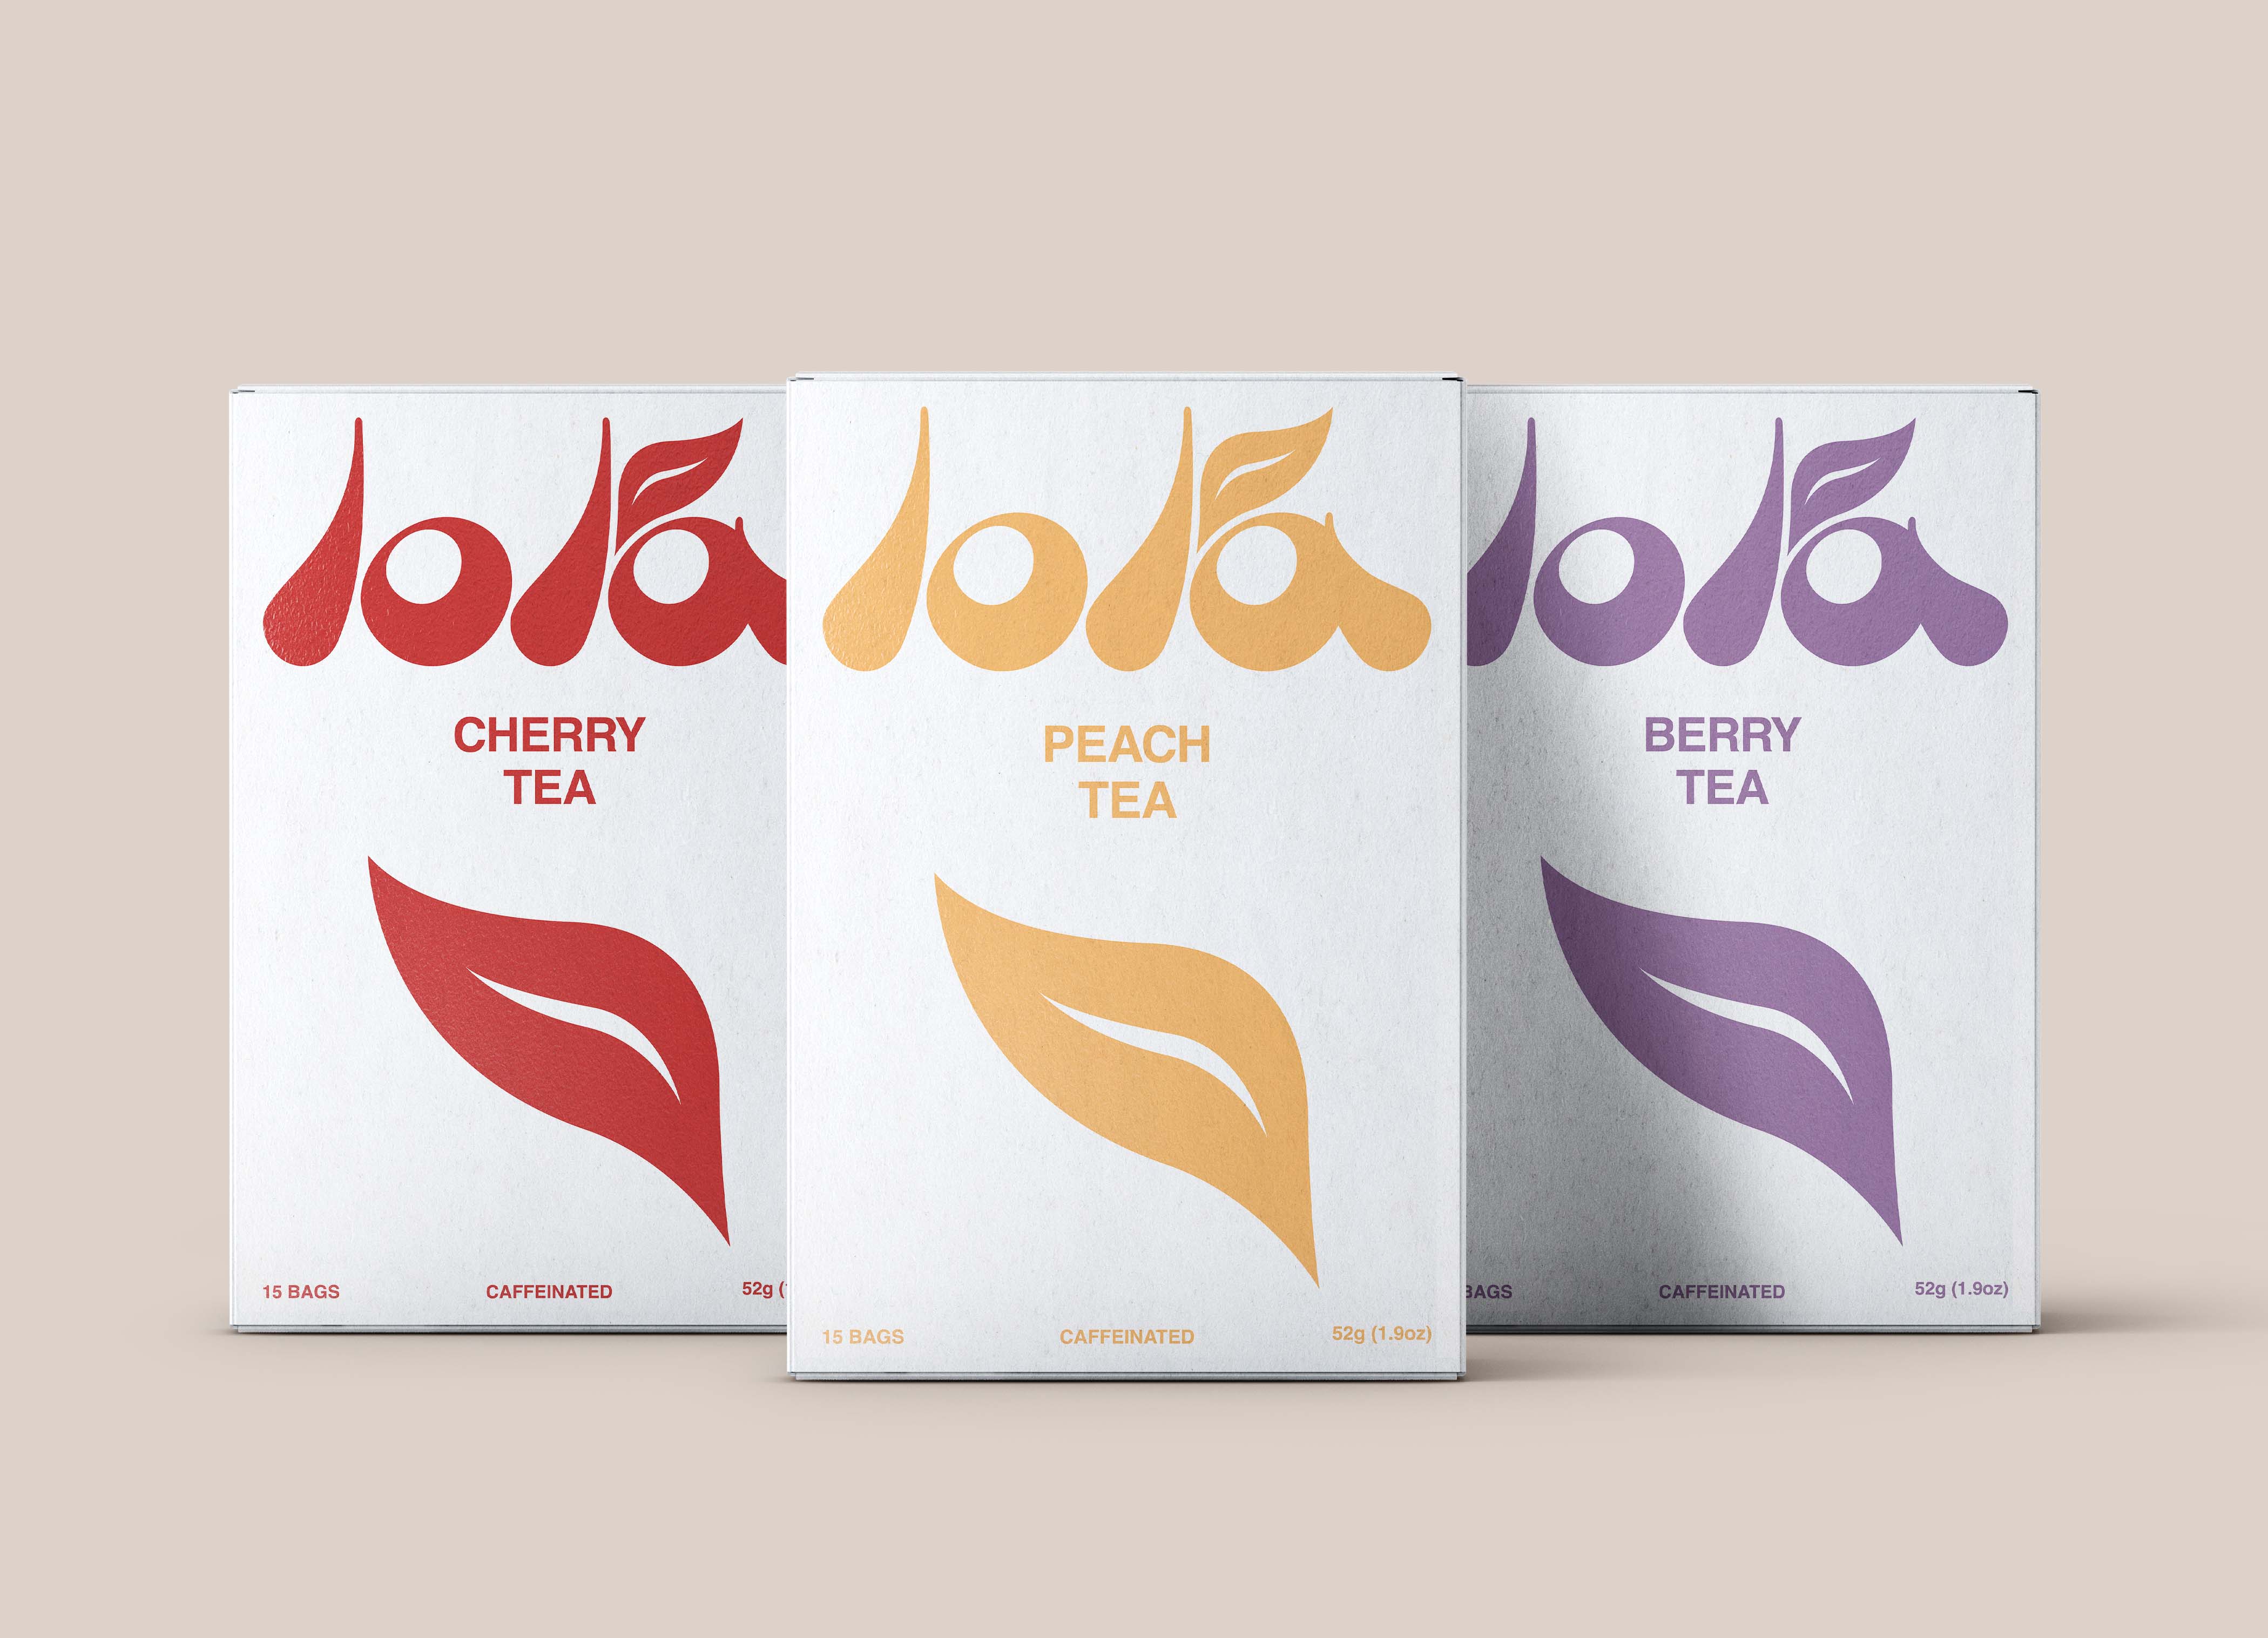 lola
CHERRY
TEA
15 BAGS
CAFFEINATED
52g (
lola
PEACH
TEA
15 BAGS
CAFFEINATED
52g (1.9oz)
lola
BERRY
TEA
BAGS
CAFFEINATED
52g (1.9oz)